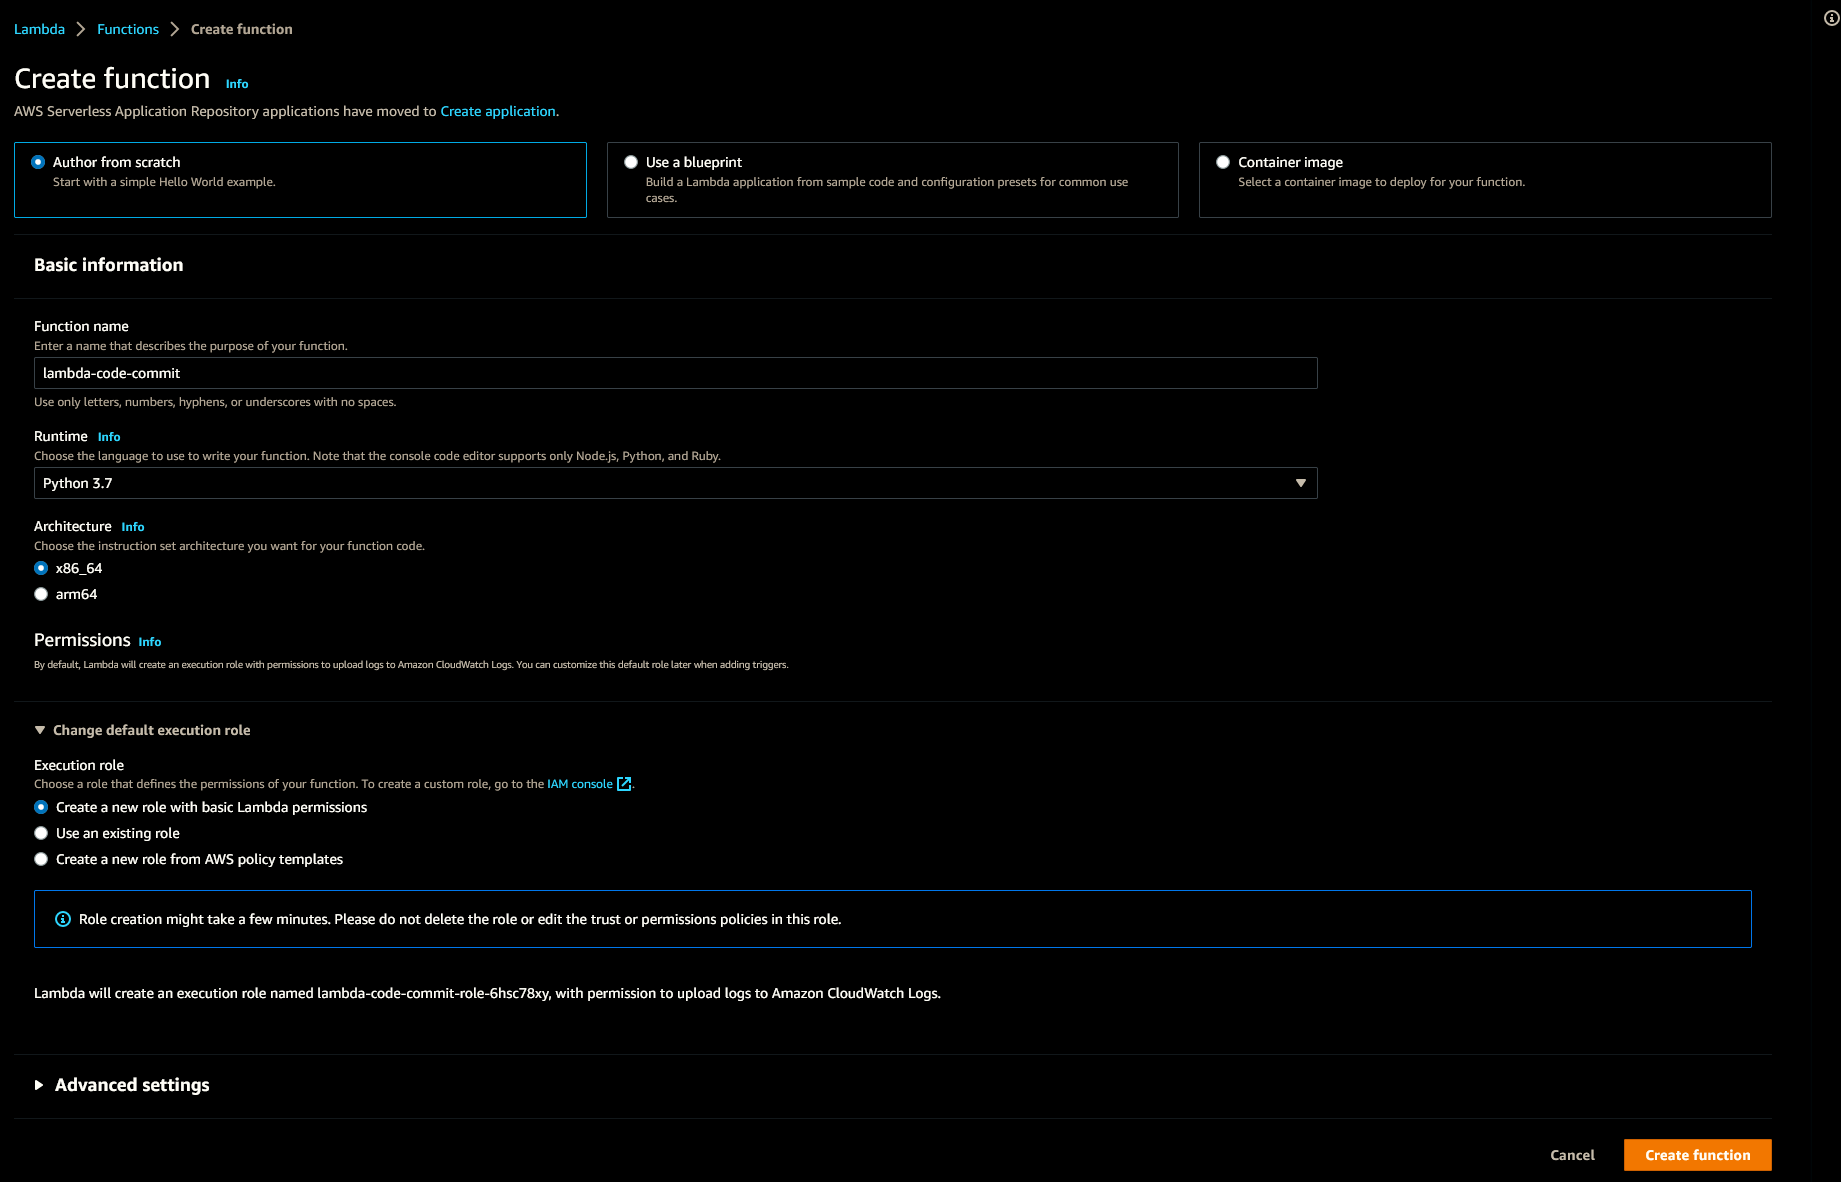 Lambda > Functions > Create function
Create function Info
AWS Serverless Application Repository applications have moved to Create application.
Author from scratch
Start with a simple Hello World example.
Use a blueprint
Build a Lambda application from sample code and configuration presets for common use
cases.
Container image
Select a container image to deploy for your function.
Basic information
Function name
Enter a name that describes the purpose of your function.
lambda-code-commit
Use only letters, numbers, hyphens, or underscores with no spaces.
Runtime Info
Choose the language to use to write your function. Note that the console code editor supports only Node.js, Python, and Ruby.
Python 3.7
Architecture Info
Choose the instruction set architecture you want for your function code.
x86_64
arm64
Permissions Info
By default, Lambda will create an execution role with permissions to upload logs to Amazon CloudWatch Logs. You can customize this default role later when adding triggers.
Change default execution role
Execution role
Choose a role that defines the permissions of your function. To create a custom role, go to the IAM console.
Create a new role with basic Lambda permissions
Use an existing role
Create a new role from AWS policy templates
Role creation might take a few minutes. Please do not delete the role or edit the trust or permissions policies in this role.
Lambda will create an execution role named lambda-code-commit-role-6hsc78xy, with permission to upload logs to Amazon CloudWatch Logs.
Advanced settings
Cancel
Create function